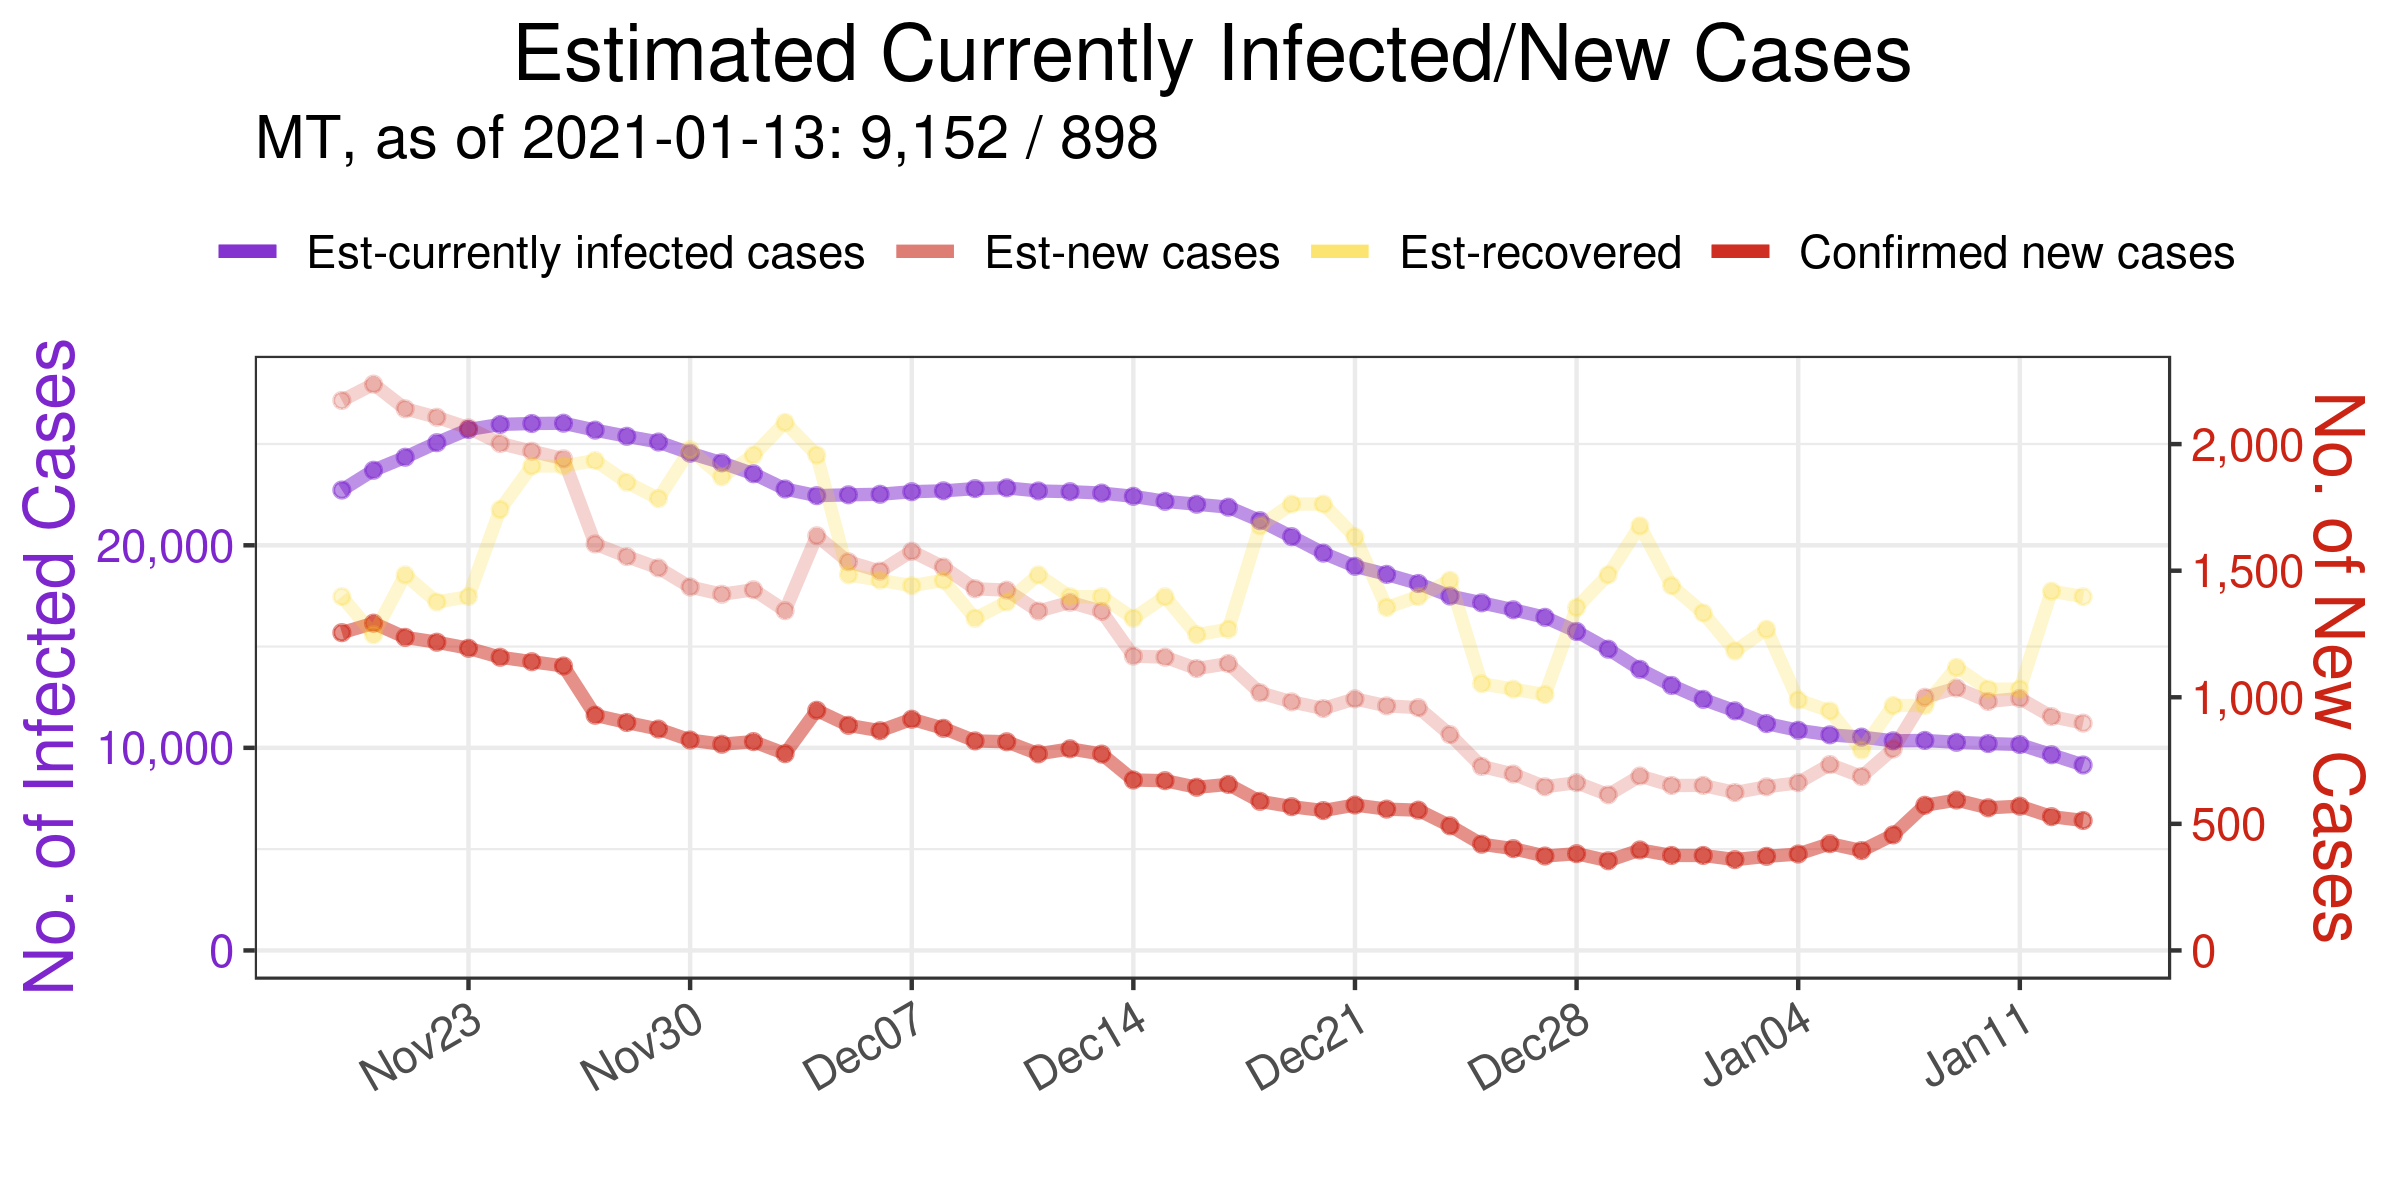 Estimated Currently Infected/New Cases
MT, as of 2021-01-13: 9,152 / 898
Est-currently infected cases Est-new cases Est-recovered Confirmed new cases
No. of Infected Cases
20,000
10,000
0
No. of New Cases
2,000
1,500
1,000
500
0
Nov23 Nov30 Dec07 Dec14 Dec21 Dec28 Jan04 Jan11